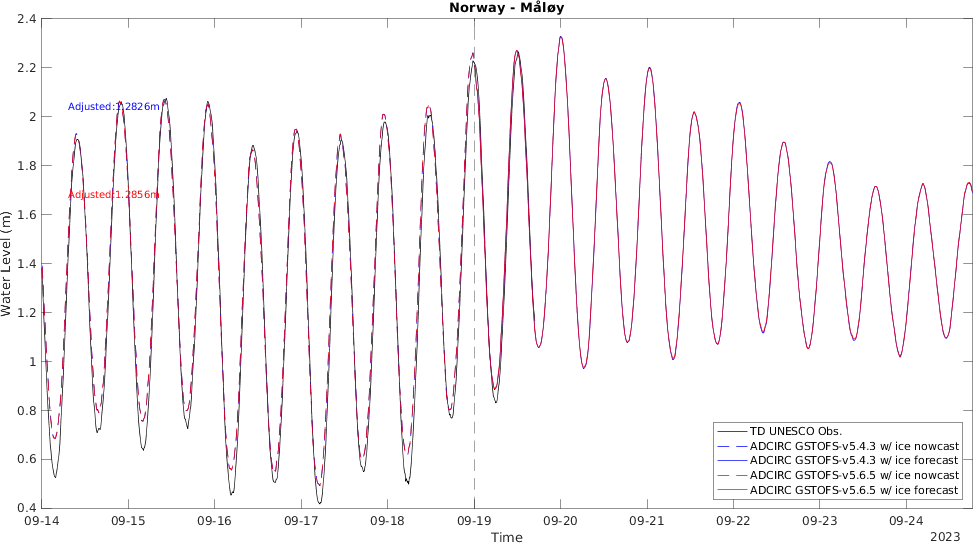 Norway - Måløy
2.4
2.2
2
1.8
1.6
1.4
1.2
1
0.8
0.6
0.4
Water Level (m)
Adjusted:1.2826m
Adjusted:1.2856m
TD UNESCO Obs.
ADCIRC GSTOFS-v5.4.3 w/ ice nowcast
ADCIRC GSTOFS-v5.4.3 w/ ice forecast
ADCIRC GSTOFS-v5.6.5 w/ ice nowcast
ADCIRC GSTOFS-v5.6.5 w/ ice forecast
09-14 09-15 09-16 09-17 09-18 09-19 09-20 09-21 09-22 09-23 09-24
Time
2023